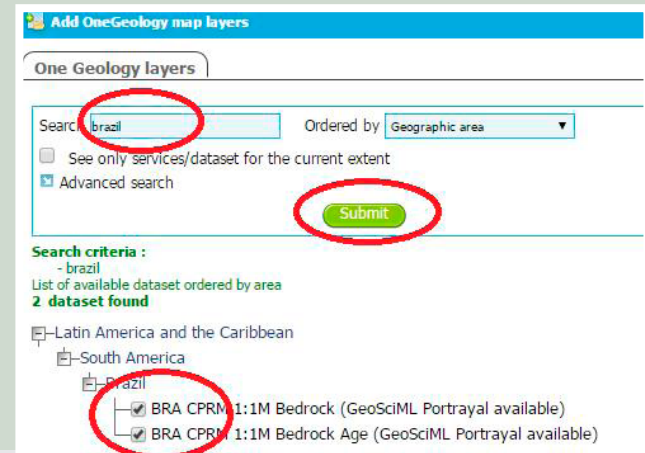 Add OneGeology map layers
One Geology layers
Search brazil Ordered by Geographic area
See only services/dataset for the current extent
Advanced search
Submit
Search criteria :
- brazil
List of available dataset ordered by area
2 dataset found
Latin America and the Caribbean
South America
Brazil
BRA CPRM 1:1M Bedrock (GeoSciML Portrayal available)
BRA CPRM 1:1M Bedrock Age (GeoSciML Portrayal available)